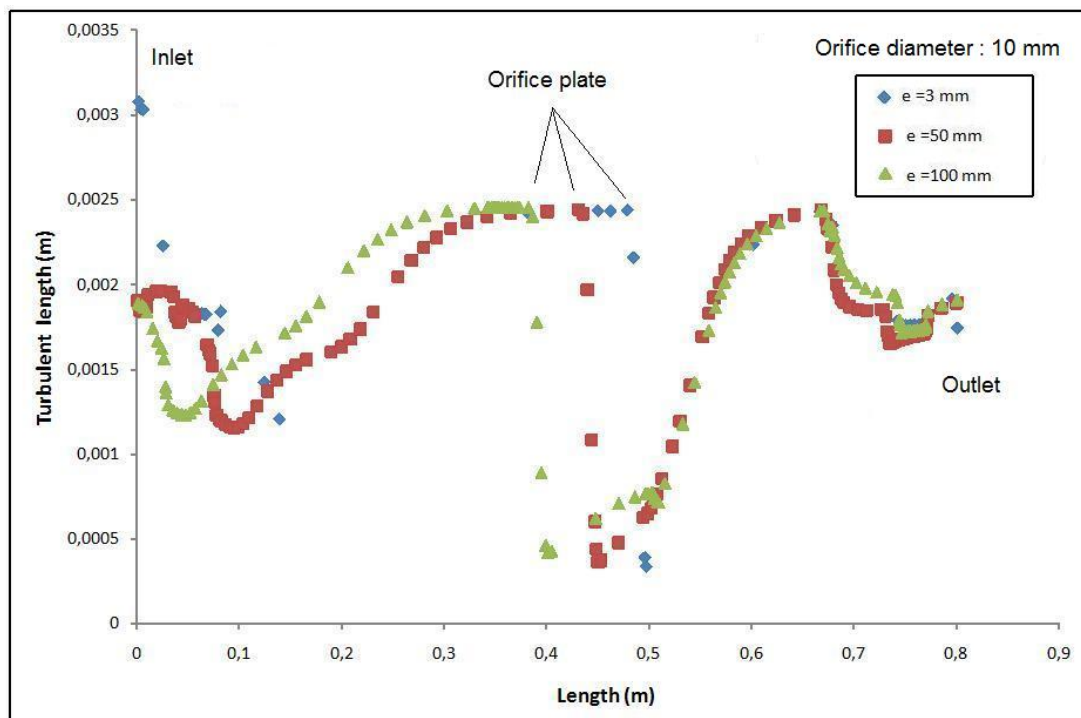 0,0035
Inlet
Orifice diameter : 10 mm
Orifice plate
e =3 mm
e =50 mm
e =100 mm
0,003
0,0025
0,002
0,0015
0,001
0,0005
0
Turbulent length (m)
Outlet
0 0,1 0,2 0,3 0,4 0,5 0,6 0,7 0,8 0,9
Length (m)